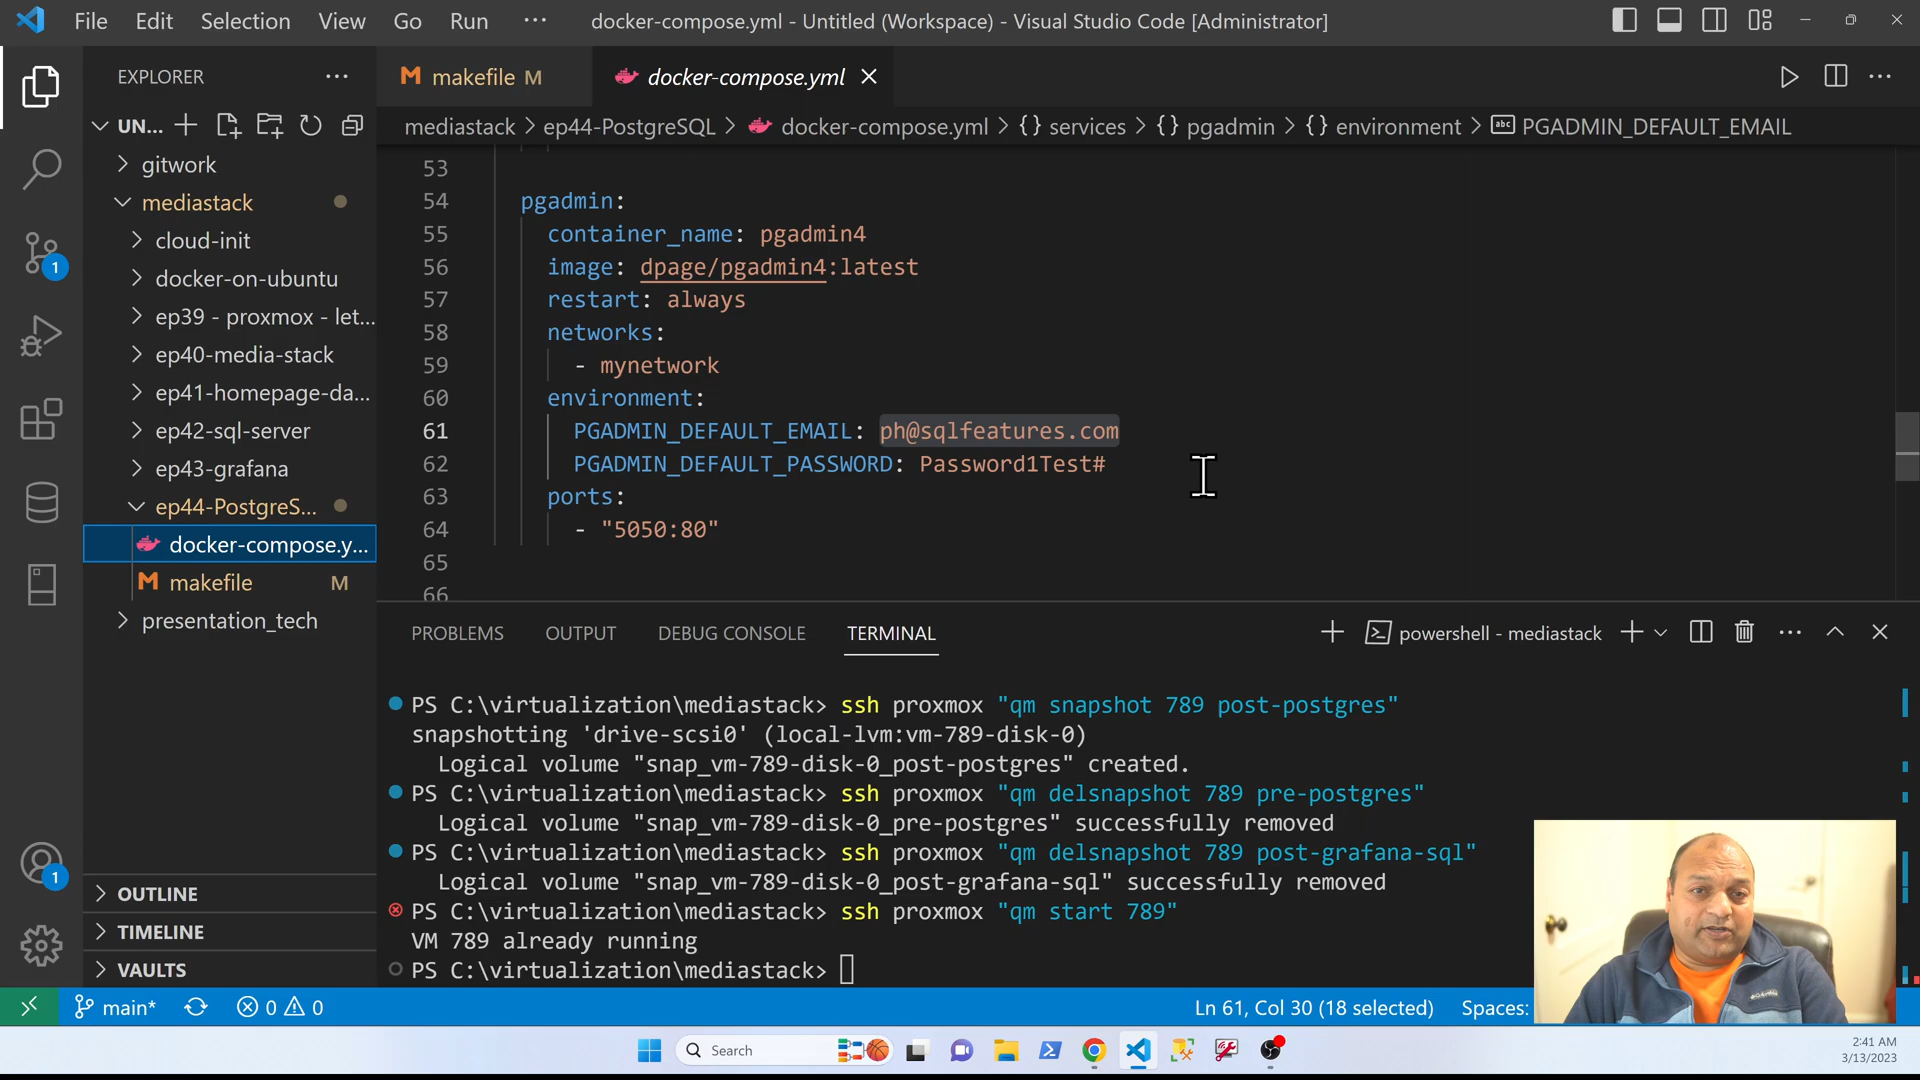 File Edit Selection View Go Run ··· docker-compose.yml - Untitled (Workspace) - Visual Studio Code [Administrator]
EXPLORER ···
UN...
gitwork
mediastack
cloud-init
docker-on-ubuntu
ep39 - proxmox - let...
ep40-media-stack
ep41-homepage-da...
ep42-sql-server
ep43-grafana
ep44-PostgreS...
docker-compose.y...
M makefile M
presentation_tech
OUTLINE
TIMELINE
VAULTS
1
1
M makefile M docker-compose.yml
mediastack > ep44-PostgreSQL > docker-compose.yml > {} services > {} pgadmin > {} environment > abc PGADMIN_DEFAULT_EMAIL
53
54 pgadmin:
55 container_name: pgadmin4
56 image: dpage/pgadmin4:latest
57 restart: always
58 networks:
59 - mynetwork
60 environment:
61 PGADMIN_DEFAULT_EMAIL: ph@sqlfeatures.com
62 PGADMIN_DEFAULT_PASSWORD: Password1Test#
63 ports:
64 - "5050:80"
65
66
PROBLEMS OUTPUT DEBUG CONSOLE TERMINAL powershell - mediastack
PS C:\virtualization\mediastack> ssh proxmox "qm snapshot 789 post-postgres"
snapshotting 'drive-scsi0' (local-lvm:vm-789-disk-0)
Logical volume "snap_vm-789-disk-0_post-postgres" created.
PS C:\virtualization\mediastack> ssh proxmox "qm delsnapshot 789 pre-postgres"
Logical volume "snap_vm-789-disk-0_pre-postgres" successfully removed
PS C:\virtualization\mediastack> ssh proxmox "qm delsnapshot 789 post-grafana-sql"
Logical volume "snap_vm-789-disk-0_post-grafana-sql" successfully removed
PS C:\virtualization\mediastack> ssh proxmox "qm start 789"
VM 789 already running
PS C:\virtualization\mediastack>
main* 0 0 Ln 61, Col 30 (18 selected) Spaces:
Search
2:41 AM
3/13/2023